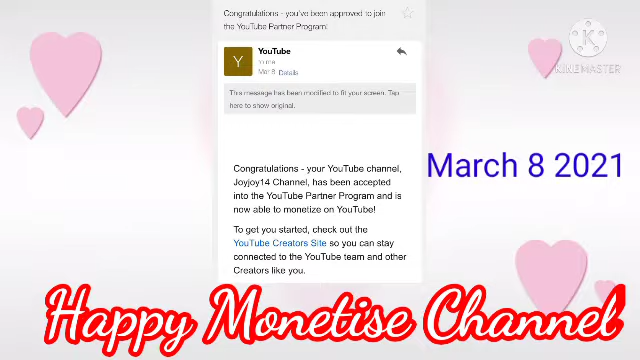 Congratulations - you've been approved to join
the YouTube Partner Program!
Y
YouTube
to me
Mar 8 Details
This message has been modified to fit your screen. Tap
here to show original.
Congratulations - your YouTube channel,
Joyjoy14 Channel, has been accepted
into the YouTube Partner Program and is
now able to monetize on YouTube!
To get you started, check out the
YouTube Creators Site so you can stay
connected to the YouTube team and other
Creators like you.
K
KINEMASTER
March 8 2021
Happy Monetise Channel